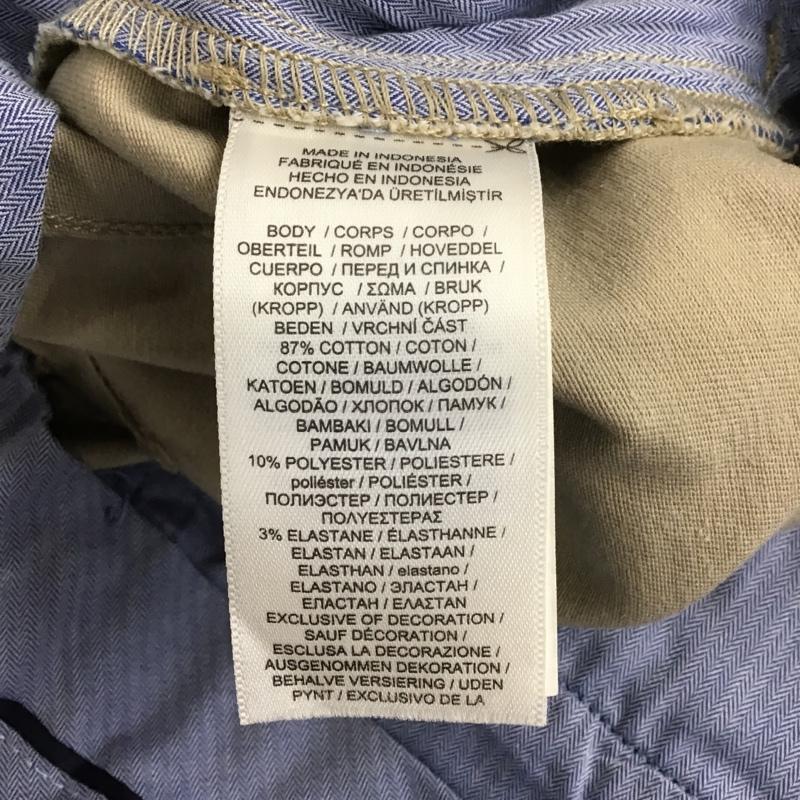 MADE IN INDONESIA
FABRIQUÉ EN INDONÉSIE
HECHO EN INDONESIA
ENDONEZYA'DA ÜRETİLMİŞTİR
BODY / CORPS / CORPO /
OBERTEIL / ROMP / HOVEDDEL
CUERPO / ПЕРЕД И СПИНКА /
КОРПУС / ΣΩΜΑ / BRUK
(KROPP) / ANVÄND (KROPP)
BEDEN / VRCHNÍ ČÁST
87% COTTON / COTON /
COTONE / BAUMWOLLE /
KATOEN / BOMULD / ALGODÓN /
ALGODÃO / ХЛОПОК / ПАМУК /
BAMBAKI / BOMULL /
PAMUK / BAVLNA
10% POLYESTER / POLIESTERE /
poliéster / POLIÉSTER /
ПОЛИЭСТЕР / ПОЛИЕСТЕР /
ΠΟΛΥΕΣΤΕΡΑΣ
3% ELASTANE / ÉLASTHANNE /
ELASTAN / ELASTAAN /
ELASTHAN / elastano /
ELASTANO / ЭЛАСТАН /
ЕЛАСТАН / ΕΛΑΣΤΑΝ
EXCLUSIVE OF DECORATION /
SAUF DÉCORATION /
ESCLUSA LA DECORAZIONE /
AUSGENOMMEN DEKORATION /
BEHALVE VERSIERING / UDEN
PYNT / EXCLUSIVO DE LA